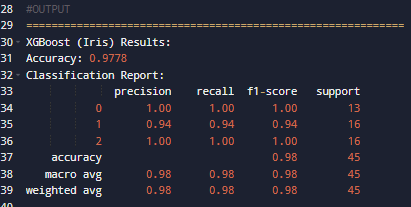 28 #OUTPUT
29 ============================================================
30 XGBoost (Iris) Results:
31 Accuracy: 0.9778
32 Classification Report:
33 precision recall f1-score support
34 0 1.00 1.00 1.00 13
35 1 0.94 0.94 0.94 16
36 2 1.00 1.00 1.00 16
37 accuracy 0.98 45
38 macro avg 0.98 0.98 0.98 45
39 weighted avg 0.98 0.98 0.98 45
40